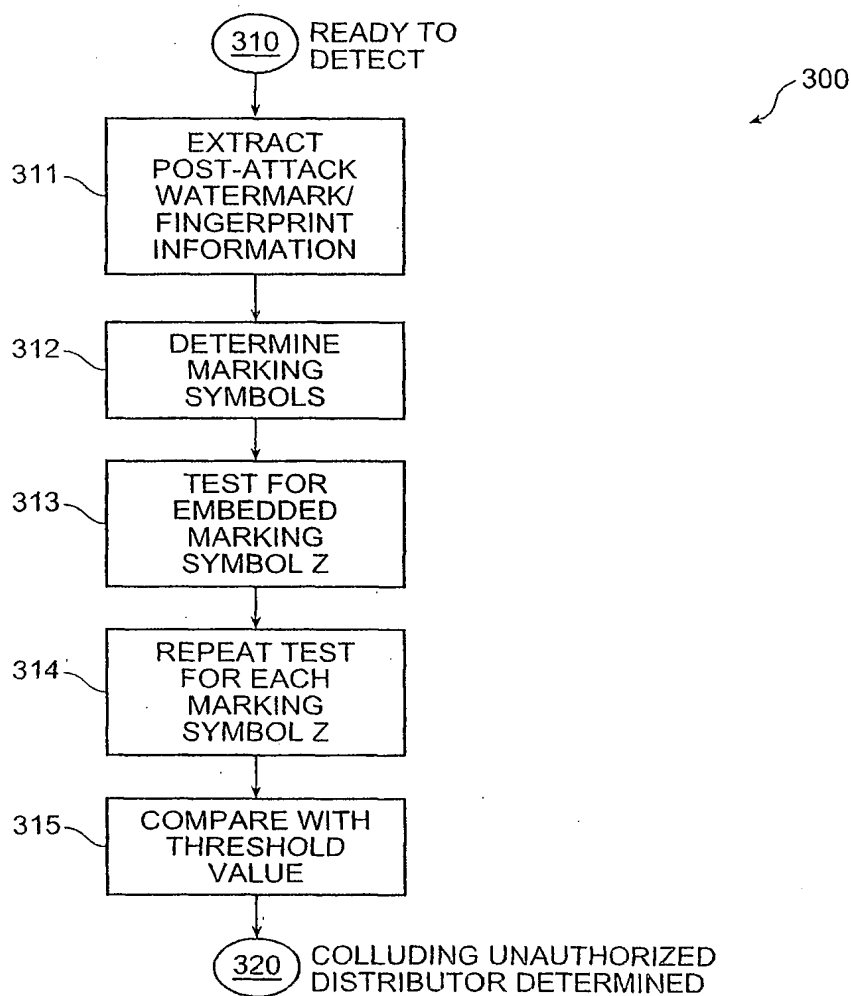 310
READY TO
DETECT
300
311
EXTRACT
POST-ATTACK
WATERMARK/
FINGERPRINT
INFORMATION
312
DETERMINE
MARKING
SYMBOLS
313
TEST FOR
EMBEDDED
MARKING
SYMBOL Z
314
REPEAT TEST
FOR EACH
MARKING
SYMBOL Z
315
COMPARE WITH
THRESHOLD
VALUE
320
COLLUDING UNAUTHORIZED
DISTRIBUTOR DETERMINED